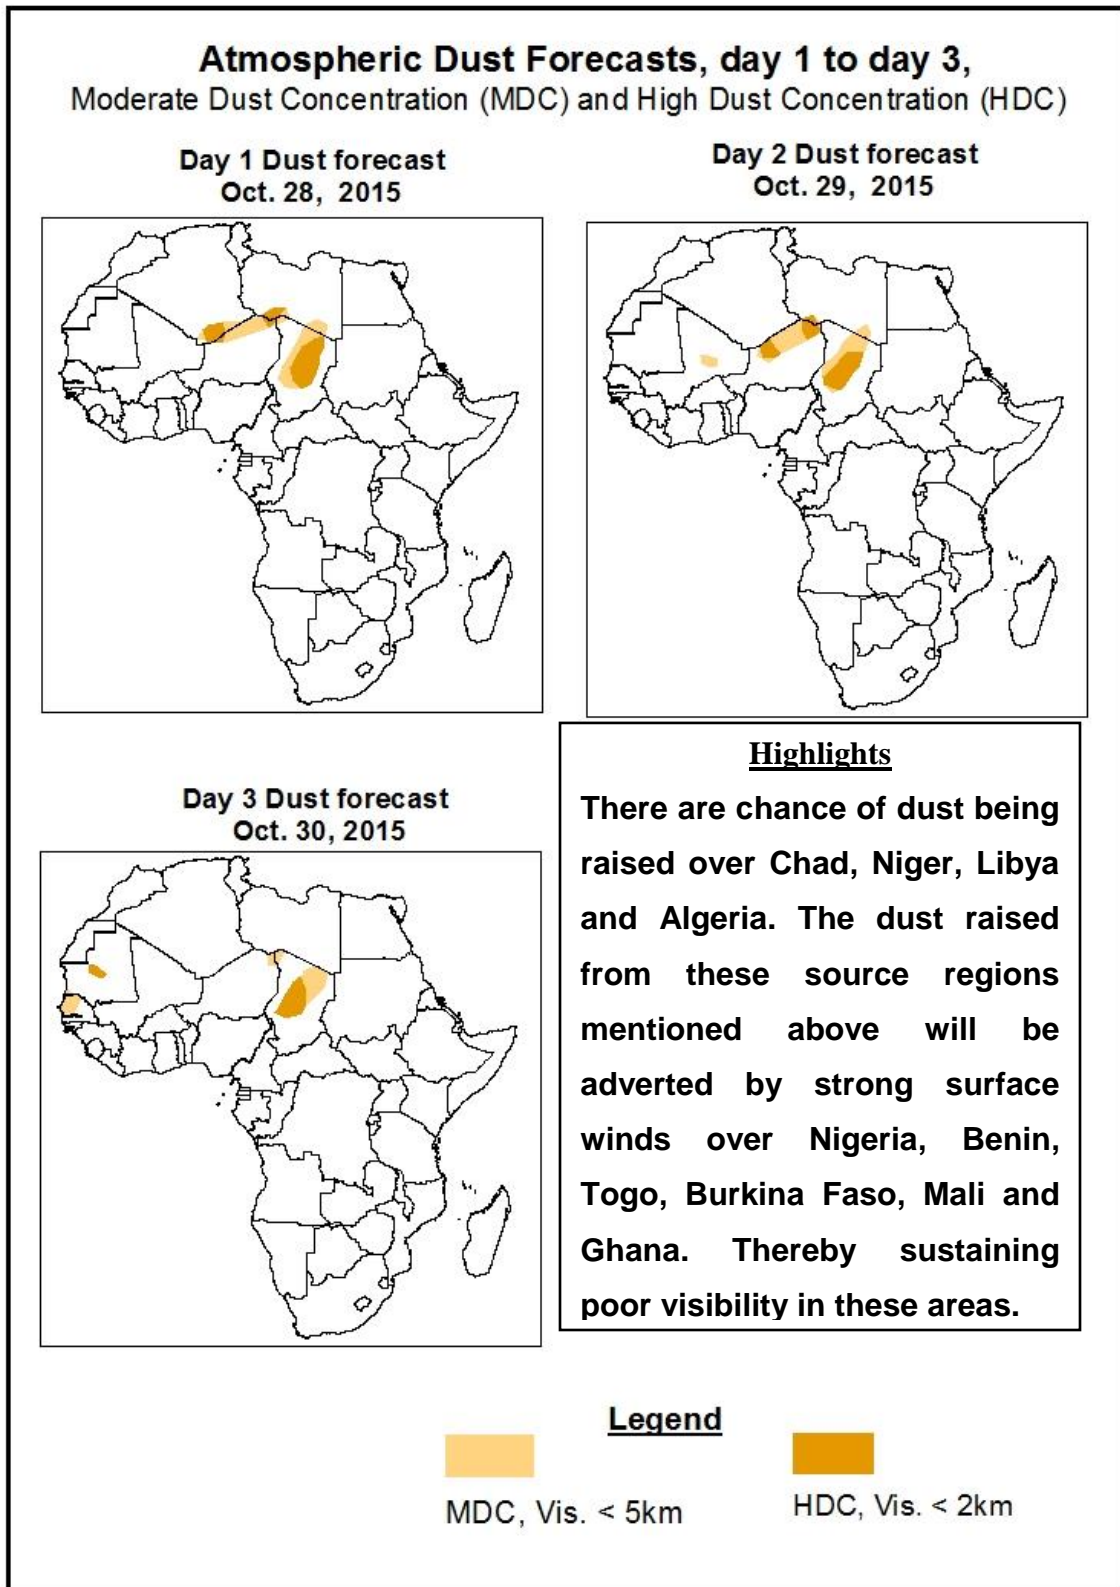 Atmospheric Dust Forecasts, day 1 to day 3,
Moderate Dust Concentration (MDC) and High Dust Concentration (HDC)
Day 1 Dust forecast
Oct. 28, 2015
Day 2 Dust forecast
Oct. 29, 2015
Day 3 Dust forecast
Oct. 30, 2015
Highlights
There are chance of dust being
raised over Chad, Niger, Libya
and Algeria. The dust raised
from these source regions
mentioned above will be
adverted by strong surface
winds over Nigeria, Benin,
Togo, Burkina Faso, Mali and
Ghana. Thereby sustaining
poor visibility in these areas.
Legend
MDC, Vis. < 5km
HDC, Vis. < 2km